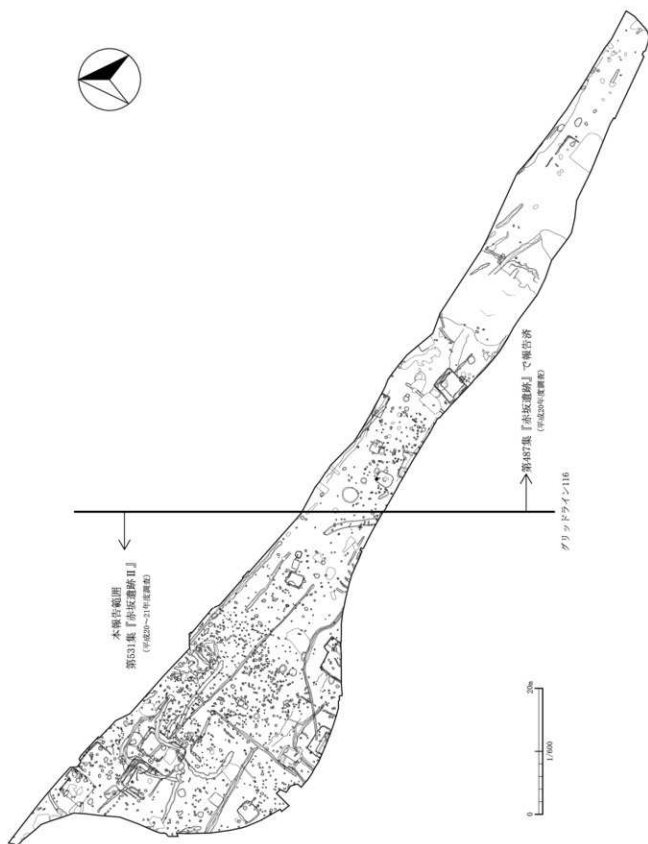 本報告範囲
第531集『赤坂遺跡Ⅱ』
(平成20～21年度調査)
第487集『赤坂遺跡』で報告済
(平成20年度調査)
グリッドライン116
1/600
20m
0